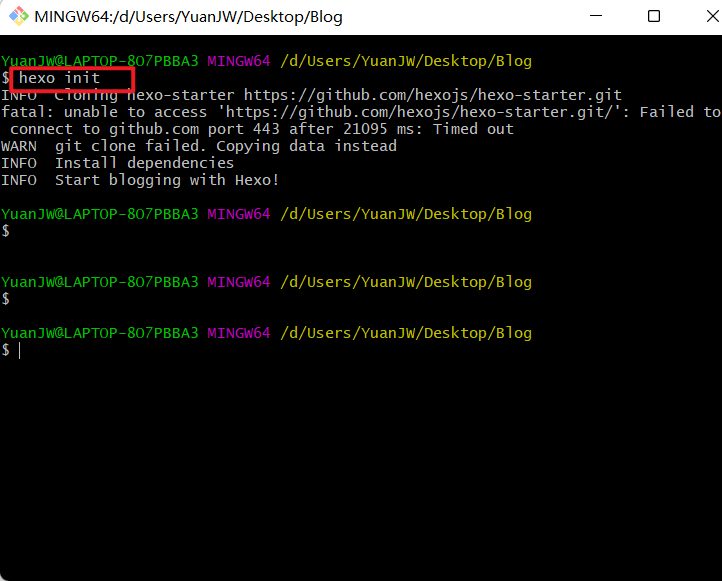 MINGW64:/d/Users/YuanJW/Desktop/Blog
YuanJW@LAPTOP-8O7PBBA3 MINGW64 /d/Users/YuanJW/Desktop/Blog
$ hexo init
INFO  Cloning hexo-starter https://github.com/hexojs/hexo-starter.git
fatal: unable to access 'https://github.com/hexojs/hexo-starter.git/': Failed to
connect to github.com port 443 after 21095 ms: Timed out
WARN  git clone failed. Copying data instead
INFO  Install dependencies
INFO  Start blogging with Hexo!
YuanJW@LAPTOP-8O7PBBA3 MINGW64 /d/Users/YuanJW/Desktop/Blog
$
YuanJW@LAPTOP-8O7PBBA3 MINGW64 /d/Users/YuanJW/Desktop/Blog
$
YuanJW@LAPTOP-8O7PBBA3 MINGW64 /d/Users/YuanJW/Desktop/Blog
$